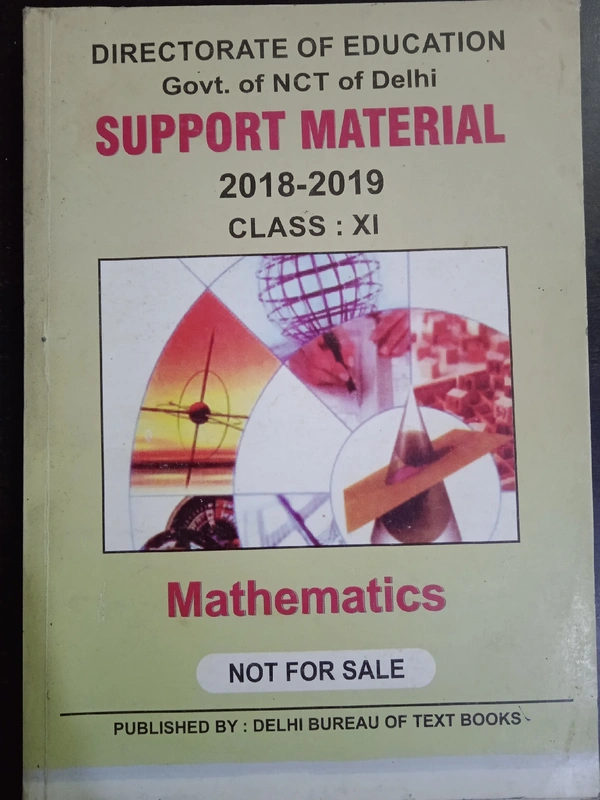 DIRECTORATE OF EDUCATION
Govt. of NCT of Delhi
SUPPORT MATERIAL
2018-2019
CLASS : XI
Mathematics
NOT FOR SALE
PUBLISHED BY : DELHI BUREAU OF TEXT BOOKS